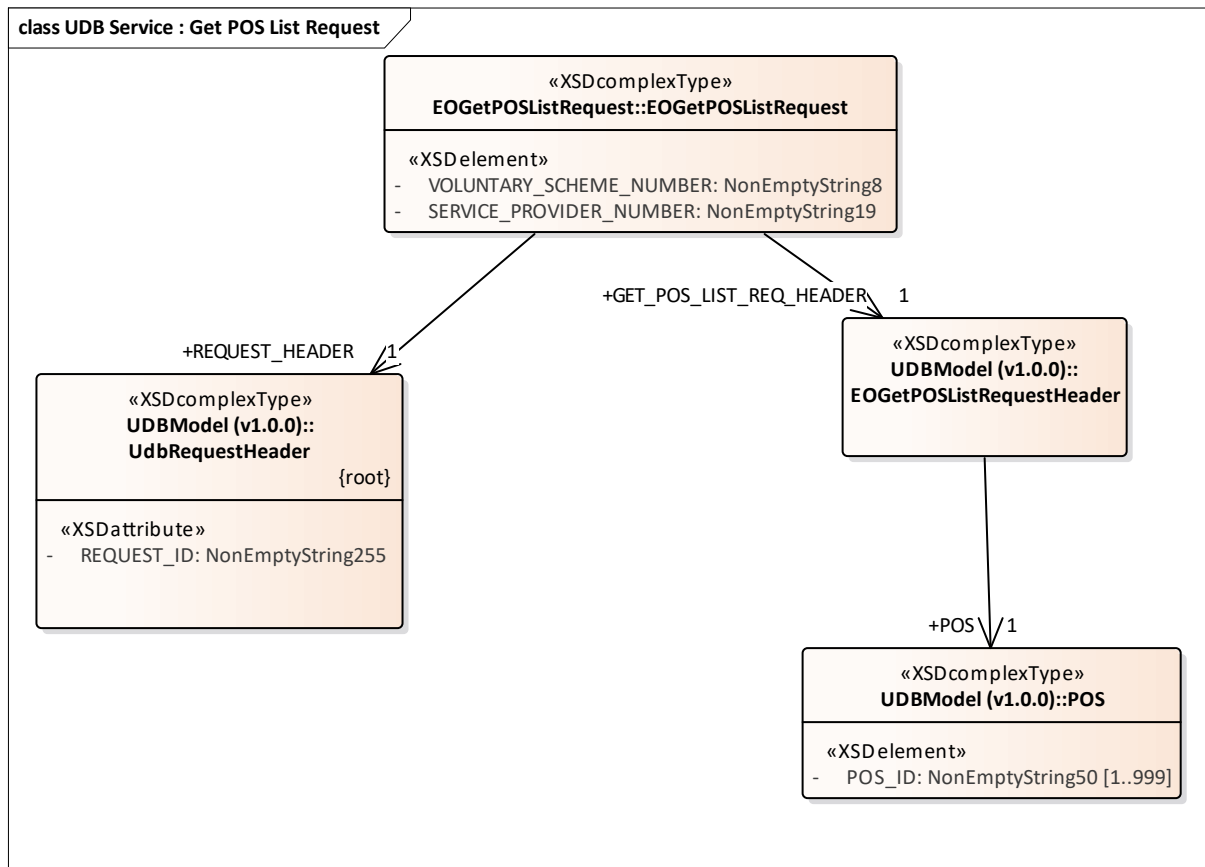 class UDB Service : Get POS List Request
«XSDcomplexType»
EOGetPOSListRequest::EOGetPOSListRequest
«XSDelement»
- VOLUNTARY_SCHEME_NUMBER: NonEmptyString8
- SERVICE_PROVIDER_NUMBER: NonEmptyString19
+GET_POS_LIST_REQ_HEADER 1
+REQUEST_HEADER 1
«XSDcomplexType»
UDBModel (v1.0.0)::
EOGetPOSListRequestHeader
«XSDcomplexType»
UDBModel (v1.0.0)::
UdbRequestHeader
{root}
«XSDattribute»
- REQUEST_ID: NonEmptyString255
+POS 1
«XSDcomplexType»
UDBModel (v1.0.0)::POS
«XSDelement»
- POS_ID: NonEmptyString50 [1..999]